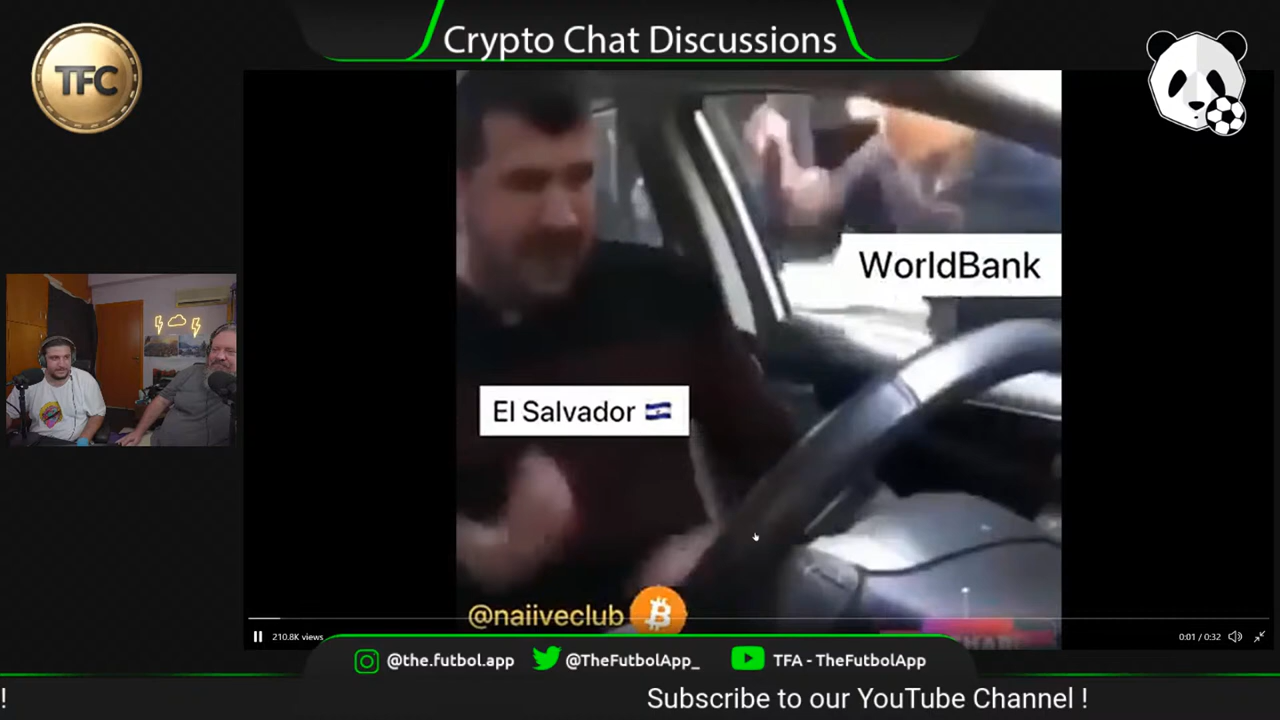 Crypto Chat Discussions
TFC
WorldBank
El Salvador 🇸🇻
@naiiveclub
210.8K views
0:01 / 0:32
@the.futbol.app
@TheFutbolApp_
TFA - TheFutbolApp
! Subscribe to our YouTube Channel !